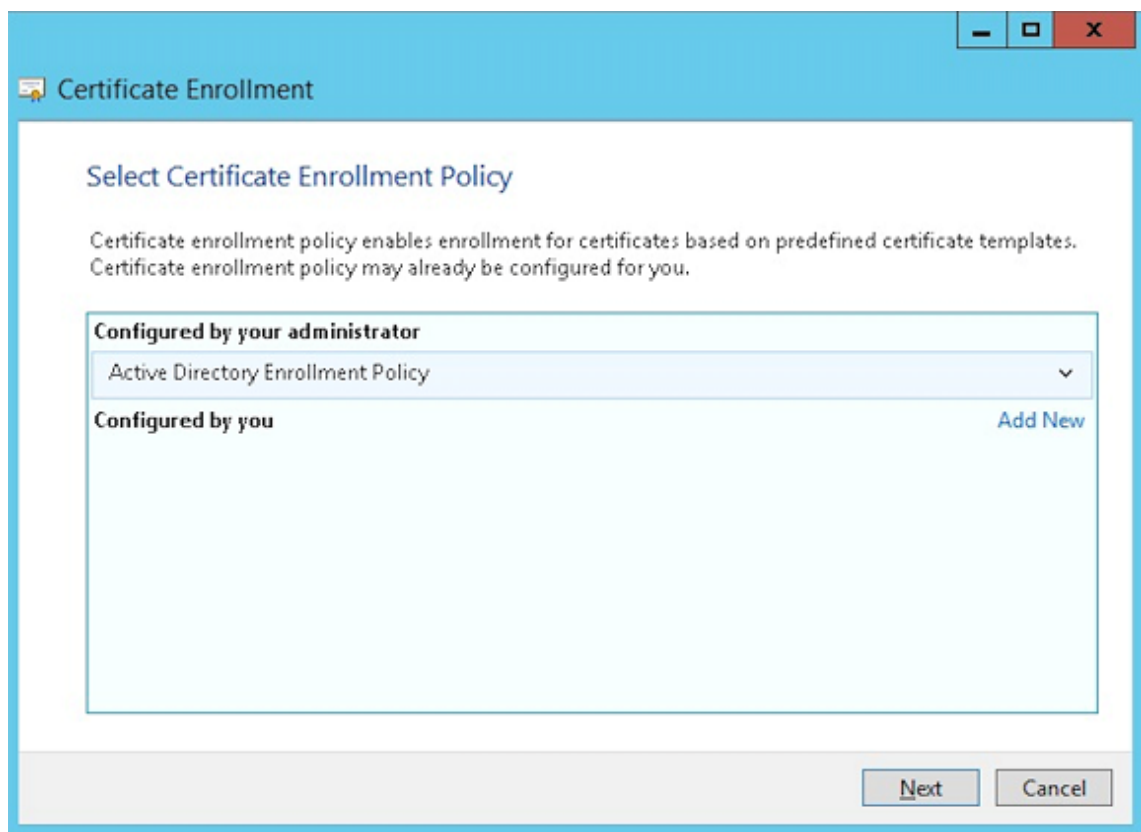 Certificate Enrollment
Select Certificate Enrollment Policy
Certificate enrollment policy enables enrollment for certificates based on predefined certificate templates.
Certificate enrollment policy may already be configured for you.
Configured by your administrator
Active Directory Enrollment Policy
Configured by you Add New
Next Cancel